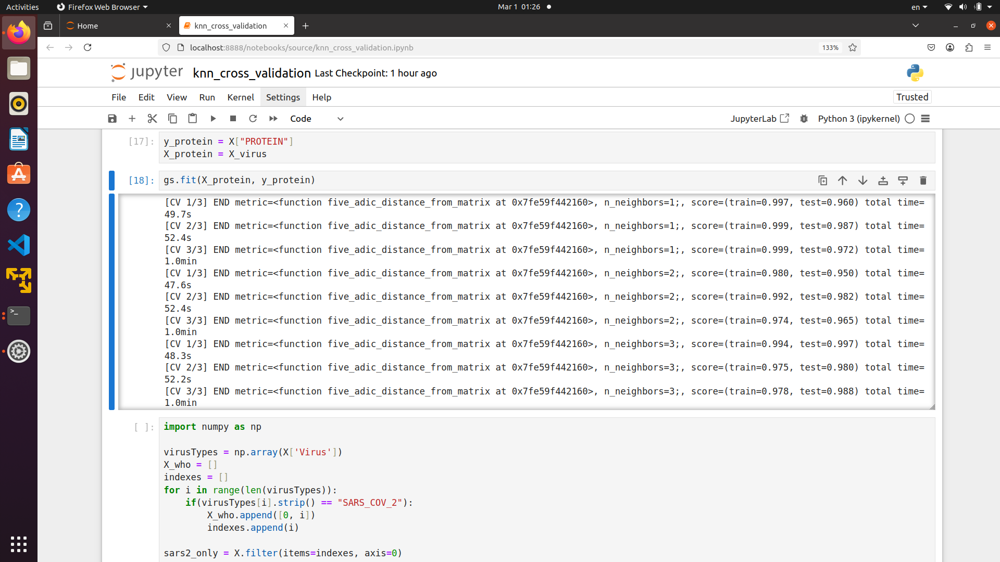 Activities
Firefox Web Browser
Mar 1 01:26
en
Home
knn_cross_validation
localhost:8888/notebooks/source/knn_cross_validation.ipynb
133%
jupyter
knn_cross_validation Last Checkpoint: 1 hour ago
File Edit View Run Kernel Settings Help
Trusted
Code
JupyterLab
Python 3 (ipykernel)
[17]:
y_protein = X["PROTEIN"]
X_protein = X_virus
[18]:
gs.fit(X_protein, y_protein)
[CV 1/3] END metric=<function five_adic_distance_from_matrix at 0x7fe59f442160>, n_neighbors=1;, score=(train=0.997, test=0.960) total time=
49.7s
[CV 2/3] END metric=<function five_adic_distance_from_matrix at 0x7fe59f442160>, n_neighbors=1;, score=(train=0.999, test=0.987) total time=
52.4s
[CV 3/3] END metric=<function five_adic_distance_from_matrix at 0x7fe59f442160>, n_neighbors=1;, score=(train=0.999, test=0.972) total time=
1.0min
[CV 1/3] END metric=<function five_adic_distance_from_matrix at 0x7fe59f442160>, n_neighbors=2;, score=(train=0.980, test=0.950) total time=
47.6s
[CV 2/3] END metric=<function five_adic_distance_from_matrix at 0x7fe59f442160>, n_neighbors=2;, score=(train=0.992, test=0.982) total time=
52.4s
[CV 3/3] END metric=<function five_adic_distance_from_matrix at 0x7fe59f442160>, n_neighbors=2;, score=(train=0.974, test=0.965) total time=
1.0min
[CV 1/3] END metric=<function five_adic_distance_from_matrix at 0x7fe59f442160>, n_neighbors=3;, score=(train=0.994, test=0.997) total time=
48.3s
[CV 2/3] END metric=<function five_adic_distance_from_matrix at 0x7fe59f442160>, n_neighbors=3;, score=(train=0.975, test=0.980) total time=
52.2s
[CV 3/3] END metric=<function five_adic_distance_from_matrix at 0x7fe59f442160>, n_neighbors=3;, score=(train=0.978, test=0.988) total time=
1.0min
[ ]:
import numpy as np

virusTypes = np.array(X['Virus'])
X_who = []
indexes = []
for i in range(len(virusTypes)):
    if(virusTypes[i].strip() == "SARS_COV_2"):
        X_who.append([0, i])
        indexes.append(i)

sars2_only = X.filter(items=indexes, axis=0)